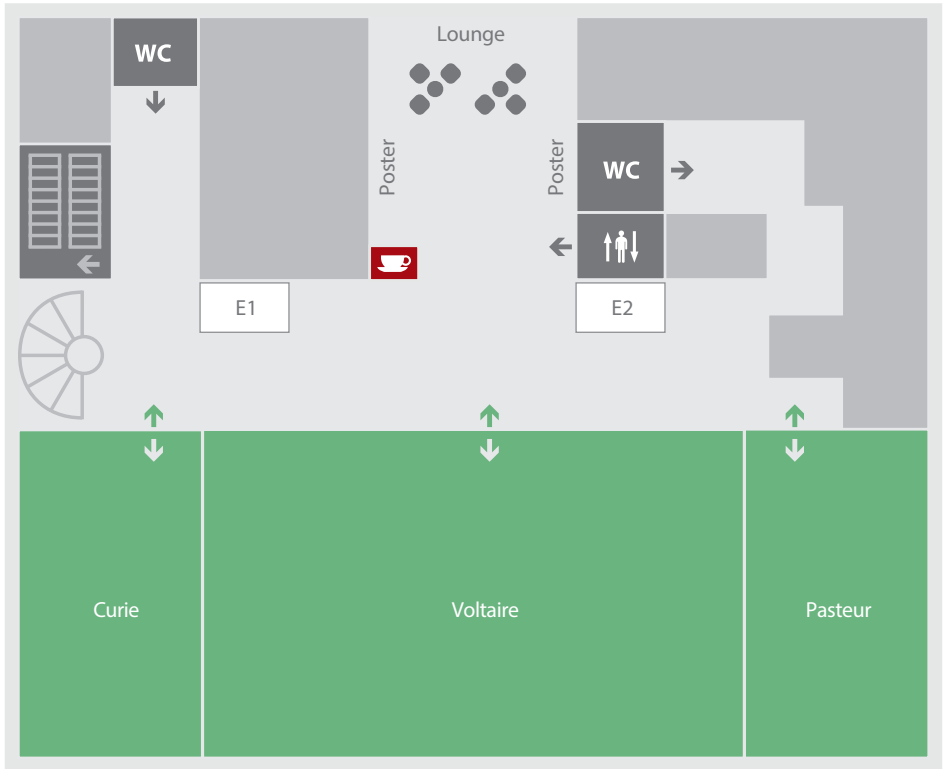 Lounge
WC
Poster
Poster
WC
E1
E2
Curie
Voltaire
Pasteur